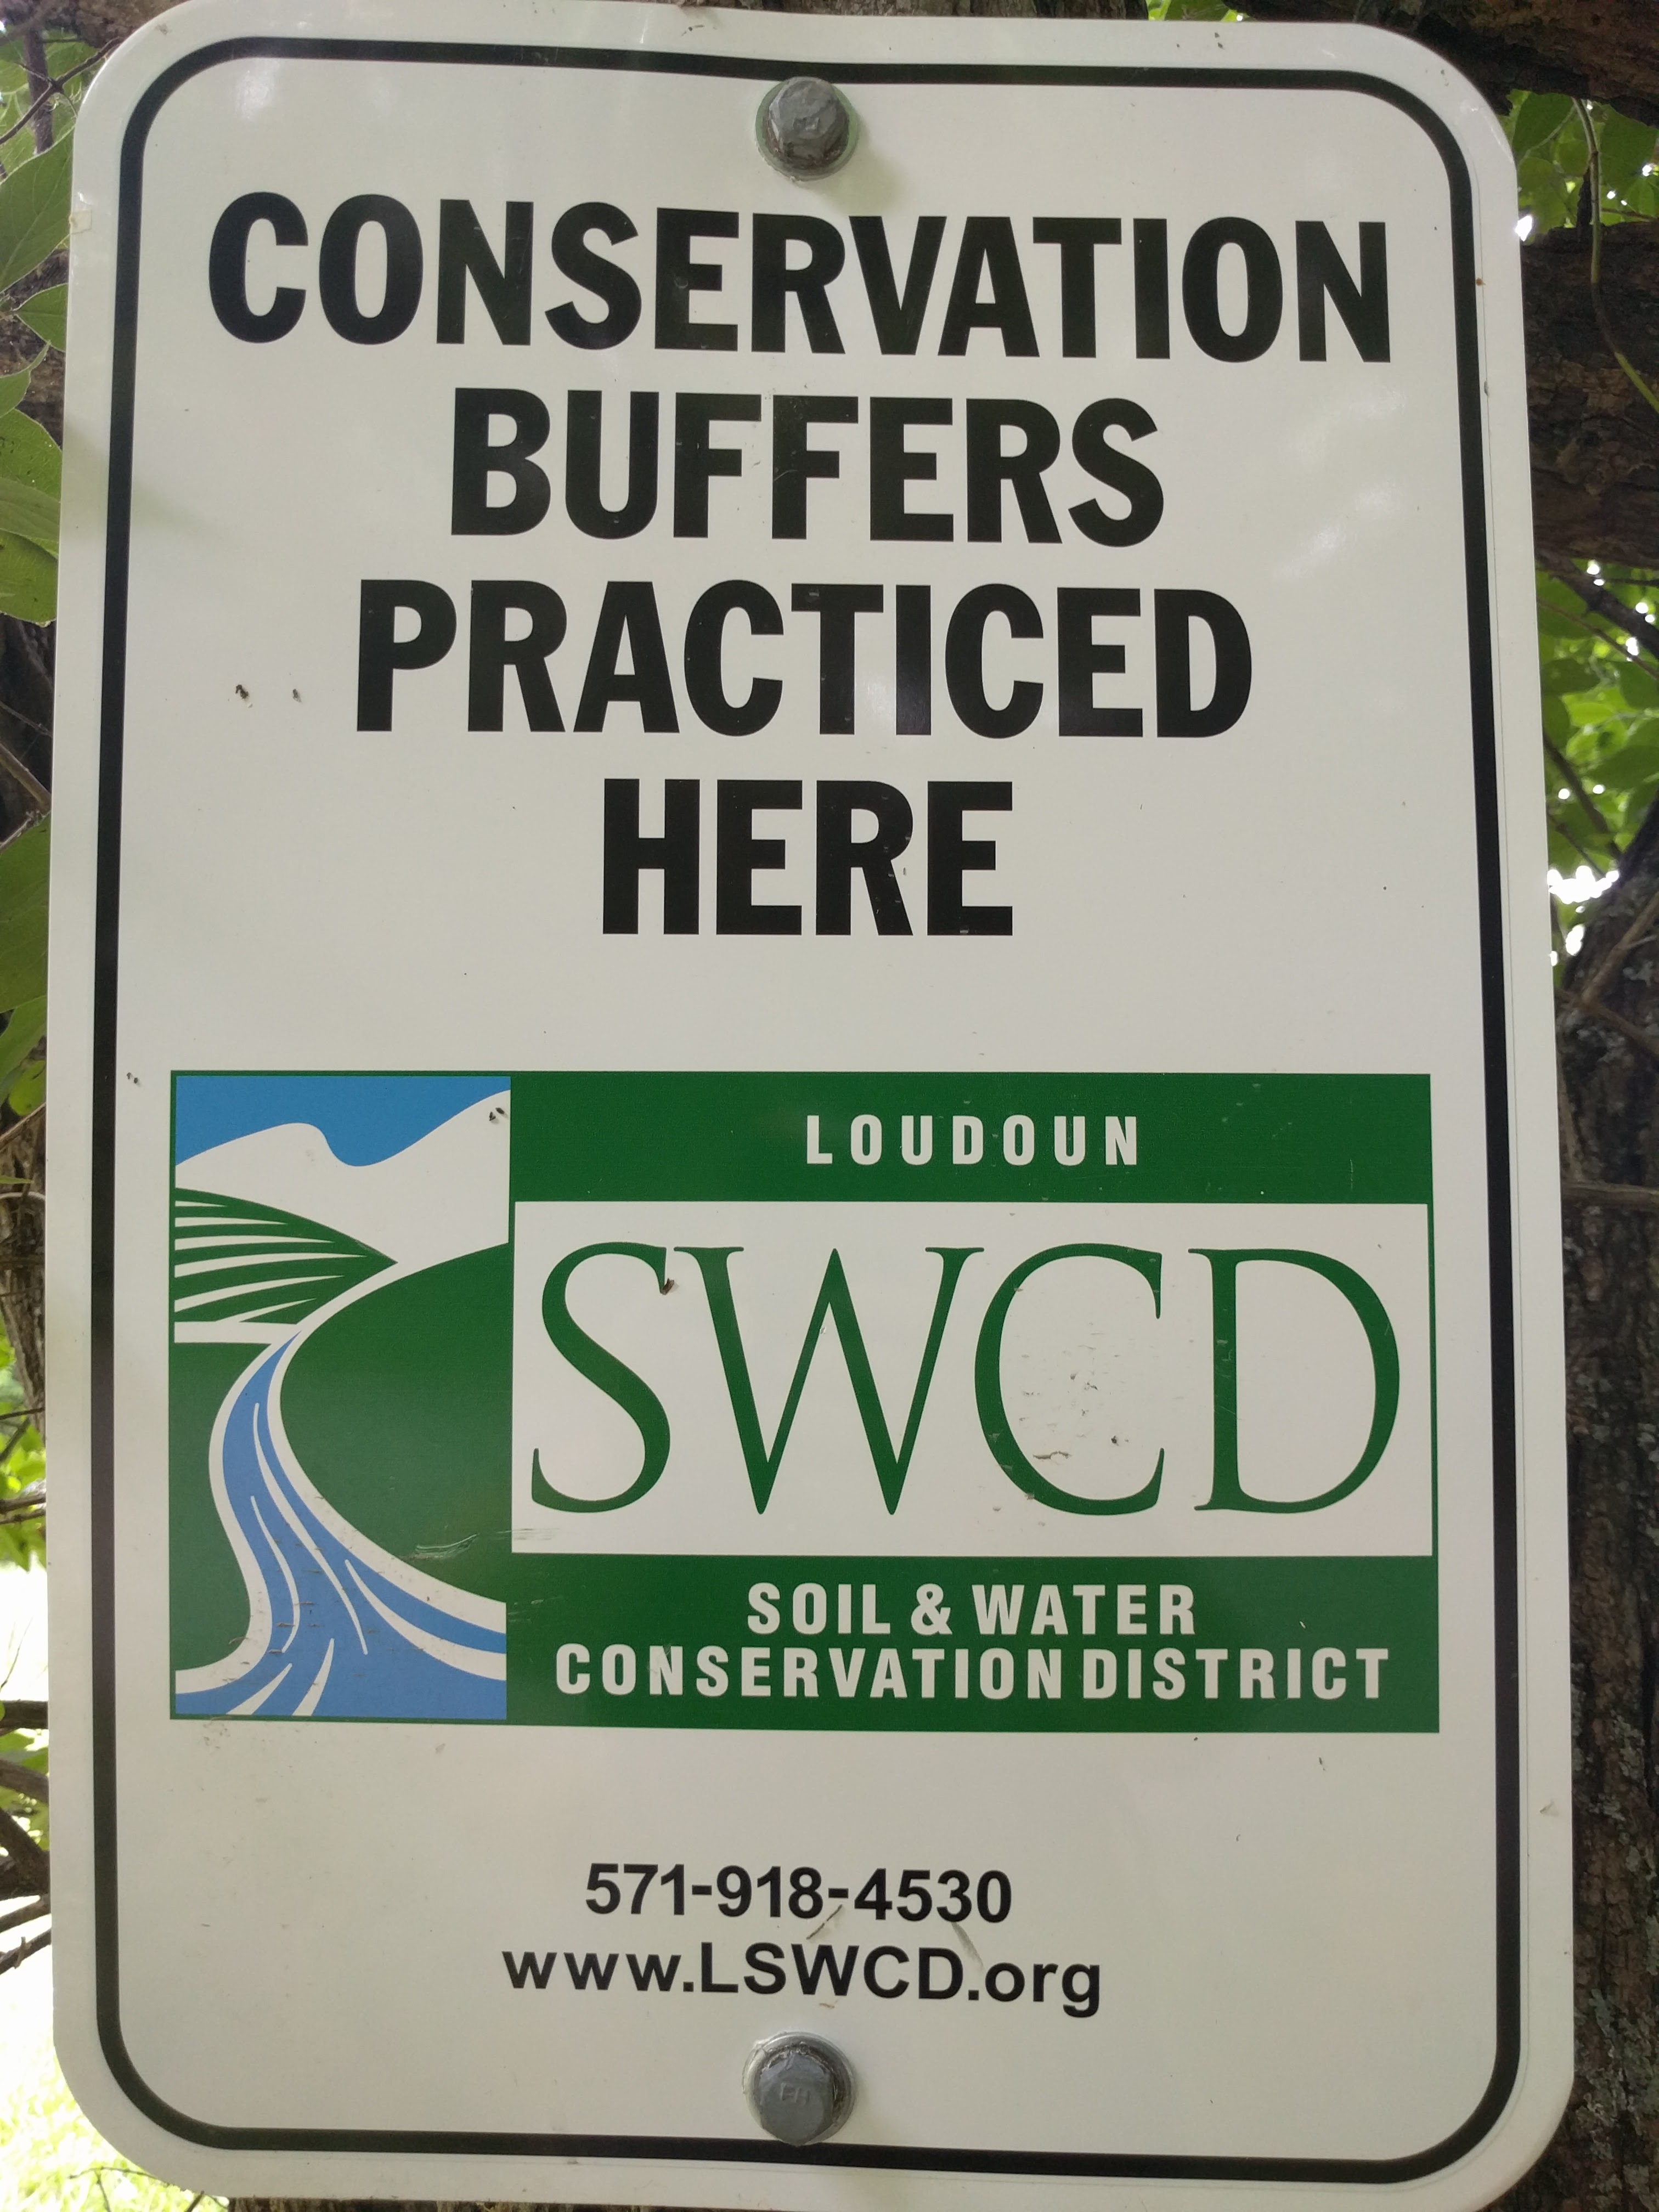 CONSERVATION
BUFFERS
PRACTICED
HERE
LOUDOUN
SWCD
SOIL & WATER
CONSERVATION DISTRICT
571-918-4530
www.LSWCD.org